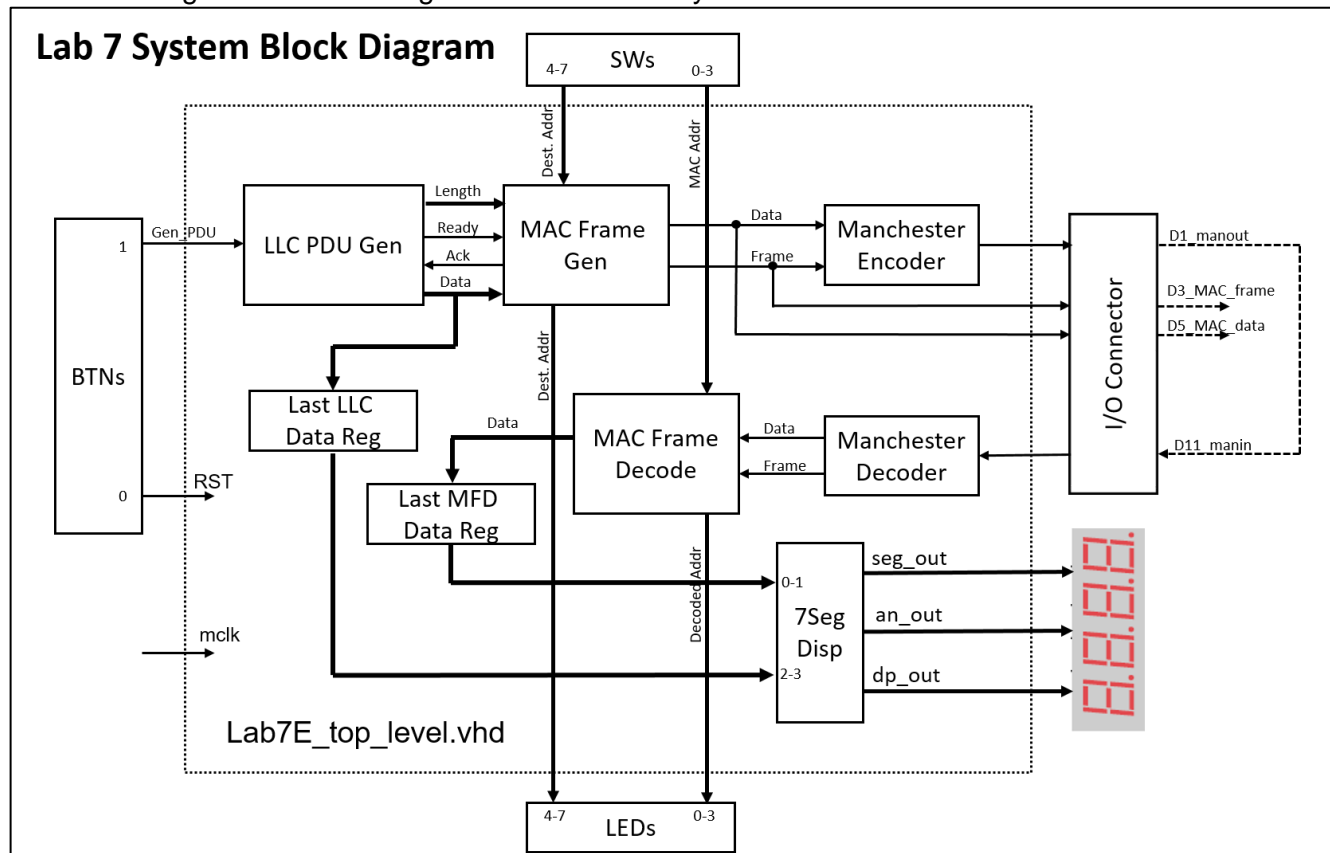 Lab 7 System Block Diagram
SWs
4-7
0-3
Dest. Addr
MAC Addr
BTNs
1
0
Gen_PDU
RST
mclk
LLC PDU Gen
Length
Ready
Ack
Data
MAC Frame
Gen
Data
Frame
Manchester
Encoder
I/O Connector
D1_manout
D3_MAC_frame
D5_MAC_data
D11_manin
Last LLC
Data Reg
Dest. Addr
Data
Last MFD
Data Reg
MAC Frame
Decode
Data
Frame
Manchester
Decoder
Decoded Addr
0-1
7Seg
Disp
2-3
seg_out
an_out
dp_out
Lab7E_top_level.vhd
4-7
0-3
LEDs